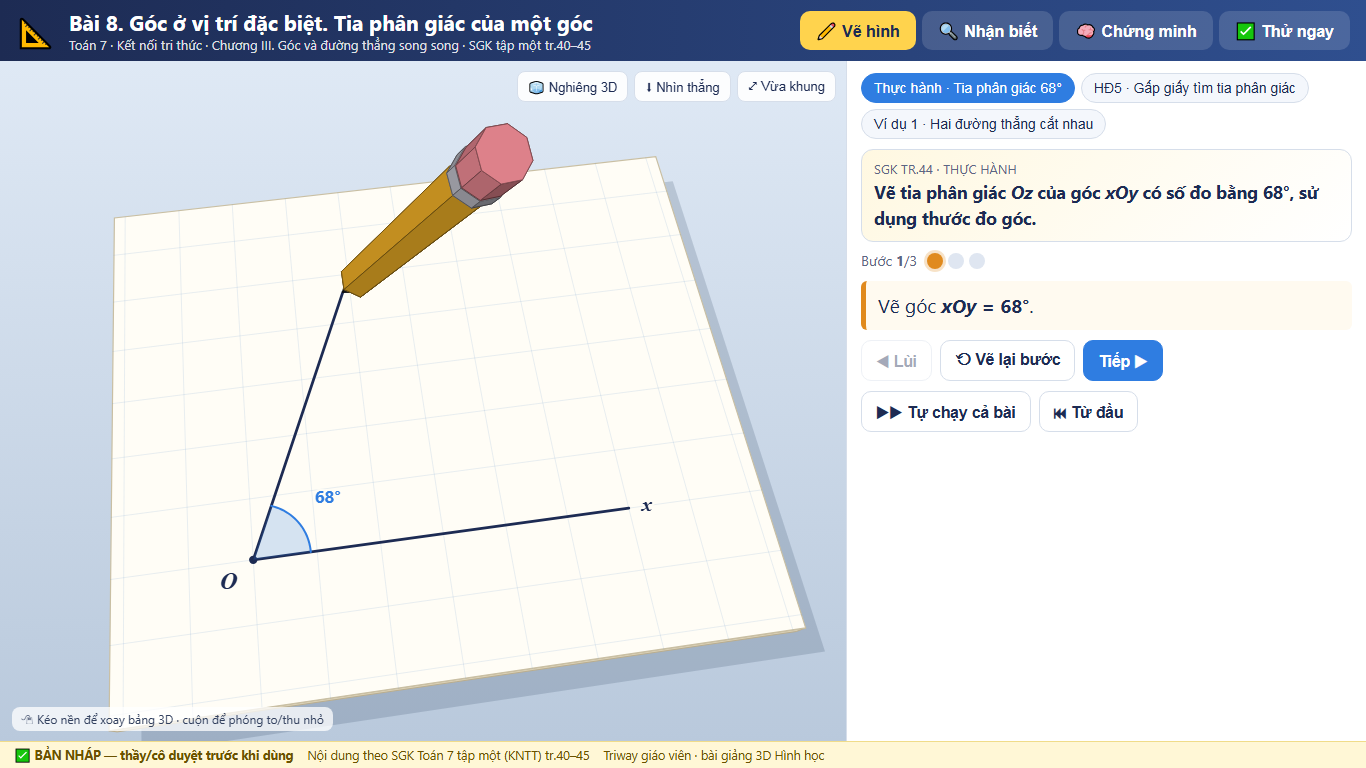 Bài 8. Góc ở vị trí đặc biệt. Tia phân giác của một góc
Toán 7 · Kết nối tri thức · Chương III. Góc và đường thẳng song song · SGK tập một tr.40–45
Vẽ hình
Nhận biết
Chứng minh
Thử ngay
Nghiêng 3D
Nhìn thẳng
Vừa khung
68°
x
O
Kéo nền để xoay bảng 3D · cuộn để phóng to/thu nhỏ
Thực hành · Tia phân giác 68°
HĐ5 · Gấp giấy tìm tia phân giác
Ví dụ 1 · Hai đường thẳng cắt nhau
SGK TR.44 · THỰC HÀNH
Vẽ tia phân giác Oz của góc xOy có số đo bằng 68°, sử
dụng thước đo góc.
Bước 1/3
Vẽ góc xOy = 68°.
Lùi
Vẽ lại bước
Tiếp
Tự chạy cả bài
Từ đầu
BẢN NHÁP — thầy/cô duyệt trước khi dùng
Nội dung theo SGK Toán 7 tập một (KNTT) tr.40–45
Triway giáo viên · bài giảng 3D Hình học